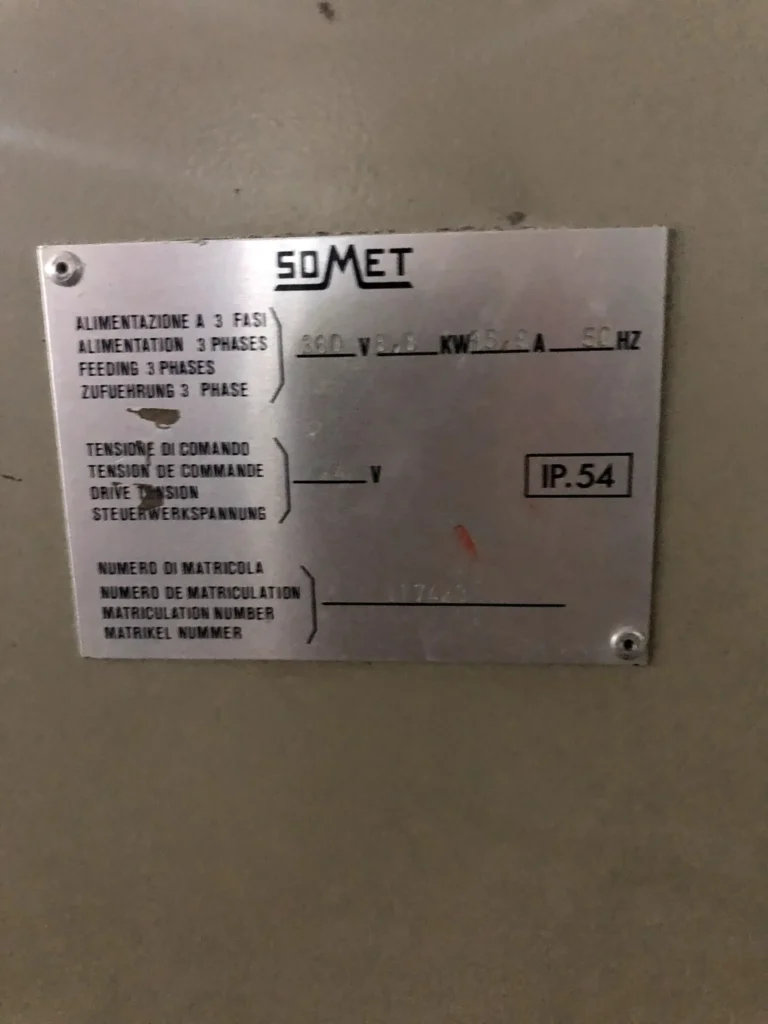 SOMET
ALIMENTAZIONE A 3 FASI
ALIMENTATION 3 PHASES
FEEDING 3 PHASES
ZUFUEHRUNG 3 PHASE
V KW A 50 HZ
TENSIONE DI COMANDO
TENSION DE COMMANDE
DRIVE TENSION
STEUERWERKSPANNUNG
V
IP.54
NUMERO DI MATRICOLA
NUMERO DE MATRICULATION
MATRICULATION NUMBER
MATRIKEL NUMMER